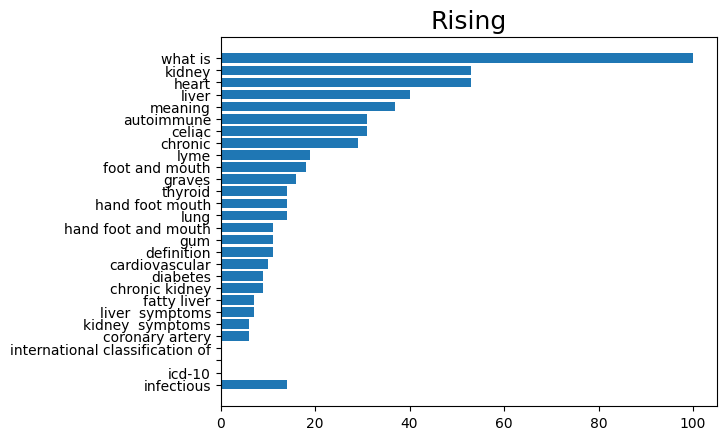 Rising
what is
kidney
heart
liver
meaning
autoimmune
celiac
chronic
lyme
foot and mouth
graves
thyroid
hand foot mouth
lung
hand foot and mouth
gum
definition
cardiovascular
diabetes
chronic kidney
fatty liver
liver  symptoms
kidney  symptoms
coronary artery
international classification of
icd-10
infectious
0 20 40 60 80 100